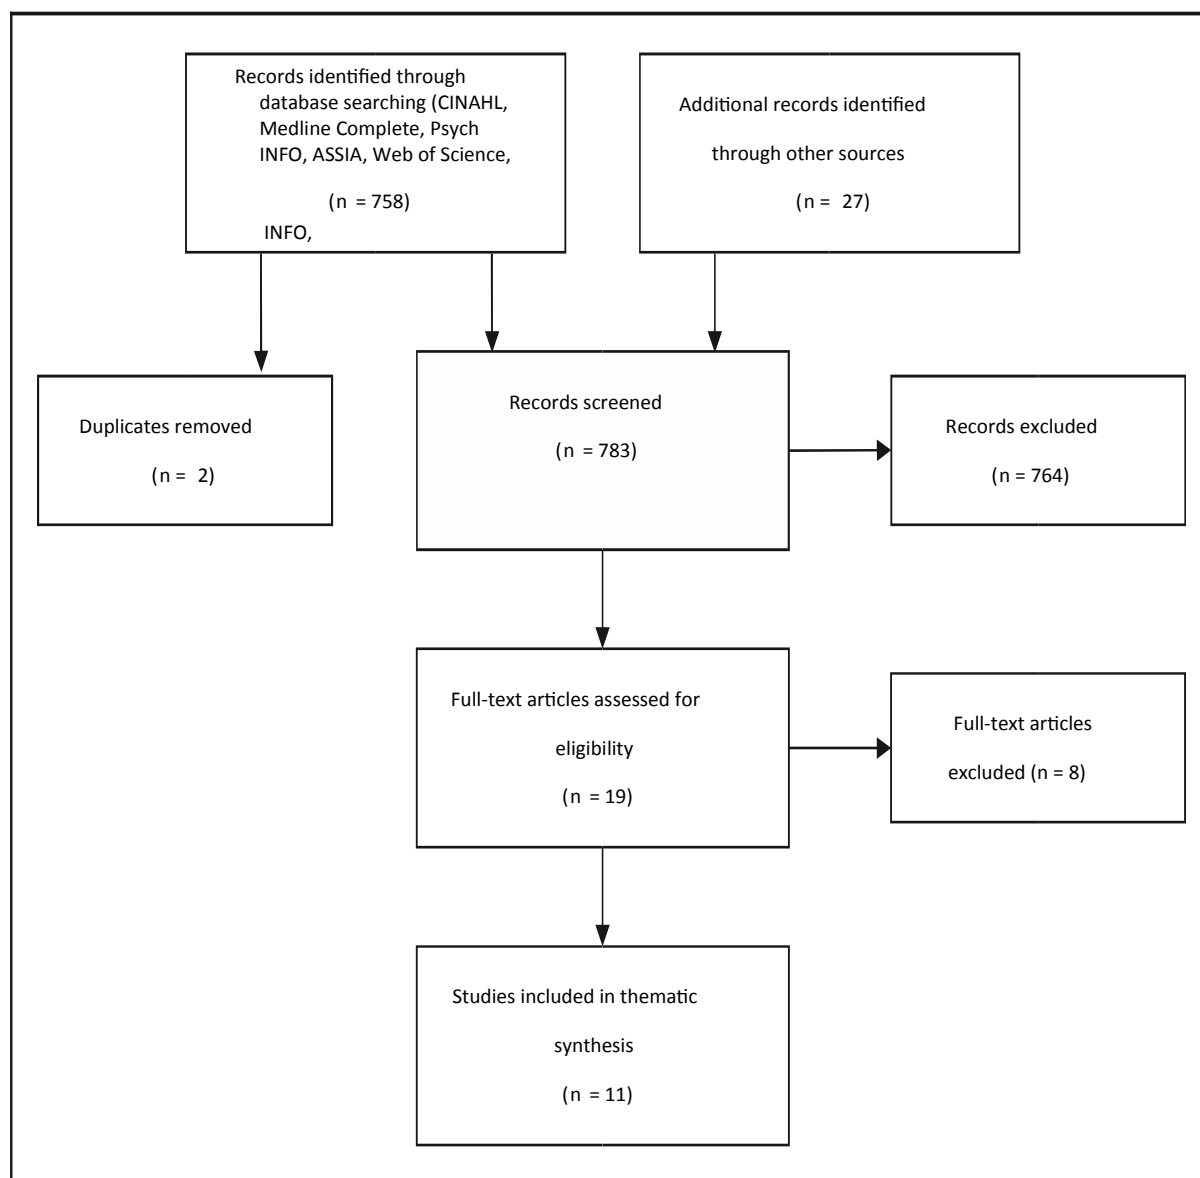 Records identified through
database searching (CINAHL,
Medline Complete, Psych
INFO, ASSIA, Web of Science,
(n = 758)
INFO,
Additional records identified
through other sources
(n = 27)
Duplicates removed
(n = 2)
Records screened
(n = 783)
Records excluded
(n = 764)
Full-text articles assessed for
eligibility
(n = 19)
Full-text articles
excluded (n = 8)
Studies included in thematic
synthesis
(n = 11)